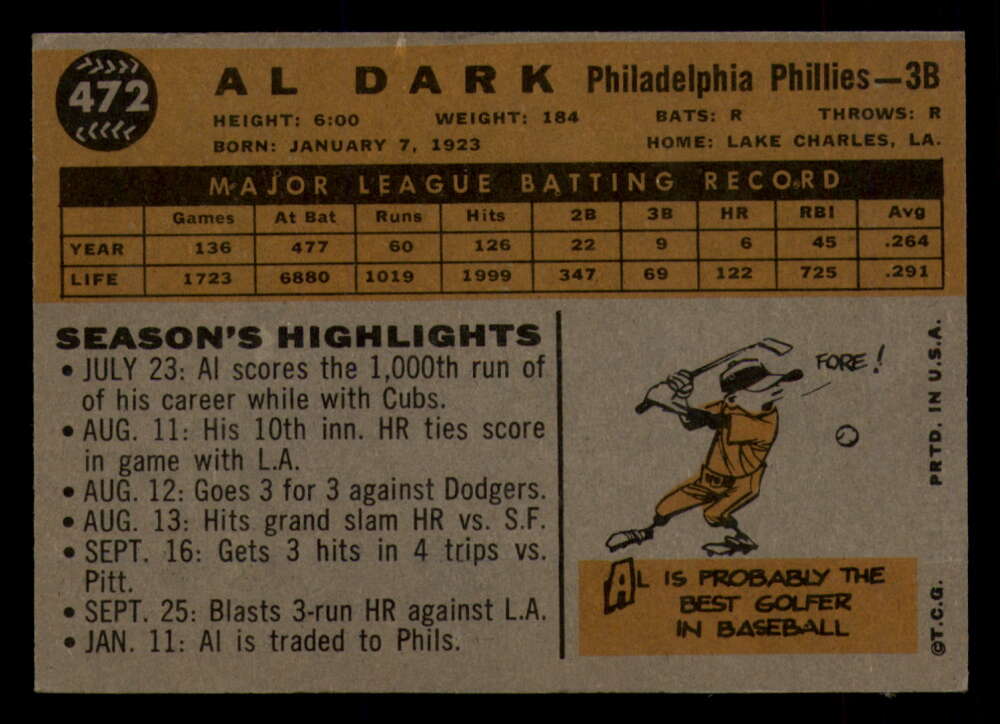 472
AL DARK Philadelphia Phillies—3B
HEIGHT: 6:00 WEIGHT: 184 BATS: R THROWS: R
BORN: JANUARY 7, 1923 HOME: LAKE CHARLES, LA.
MAJOR LEAGUE BATTING RECORD
Games At Bat Runs Hits 2B 3B HR RBI Avg
YEAR 136 477 60 126 22 9 6 45 .264
LIFE 1723 6880 1019 1999 347 69 122 725 .291
SEASON'S HIGHLIGHTS
• JULY 23: Al scores the 1,000th run of
of his career while with Cubs.
• AUG. 11: His 10th inn. HR ties score
in game with L.A.
• AUG. 12: Goes 3 for 3 against Dodgers.
• AUG. 13: Hits grand slam HR vs. S.F.
• SEPT. 16: Gets 3 hits in 4 trips vs.
Pitt.
• SEPT. 25: Blasts 3-run HR against L.A.
• JAN. 11: Al is traded to Phils.
FORE!
AL IS PROBABLY THE
BEST GOLFER
IN BASEBALL
©T.C.G. PRTD. IN U.S.A.